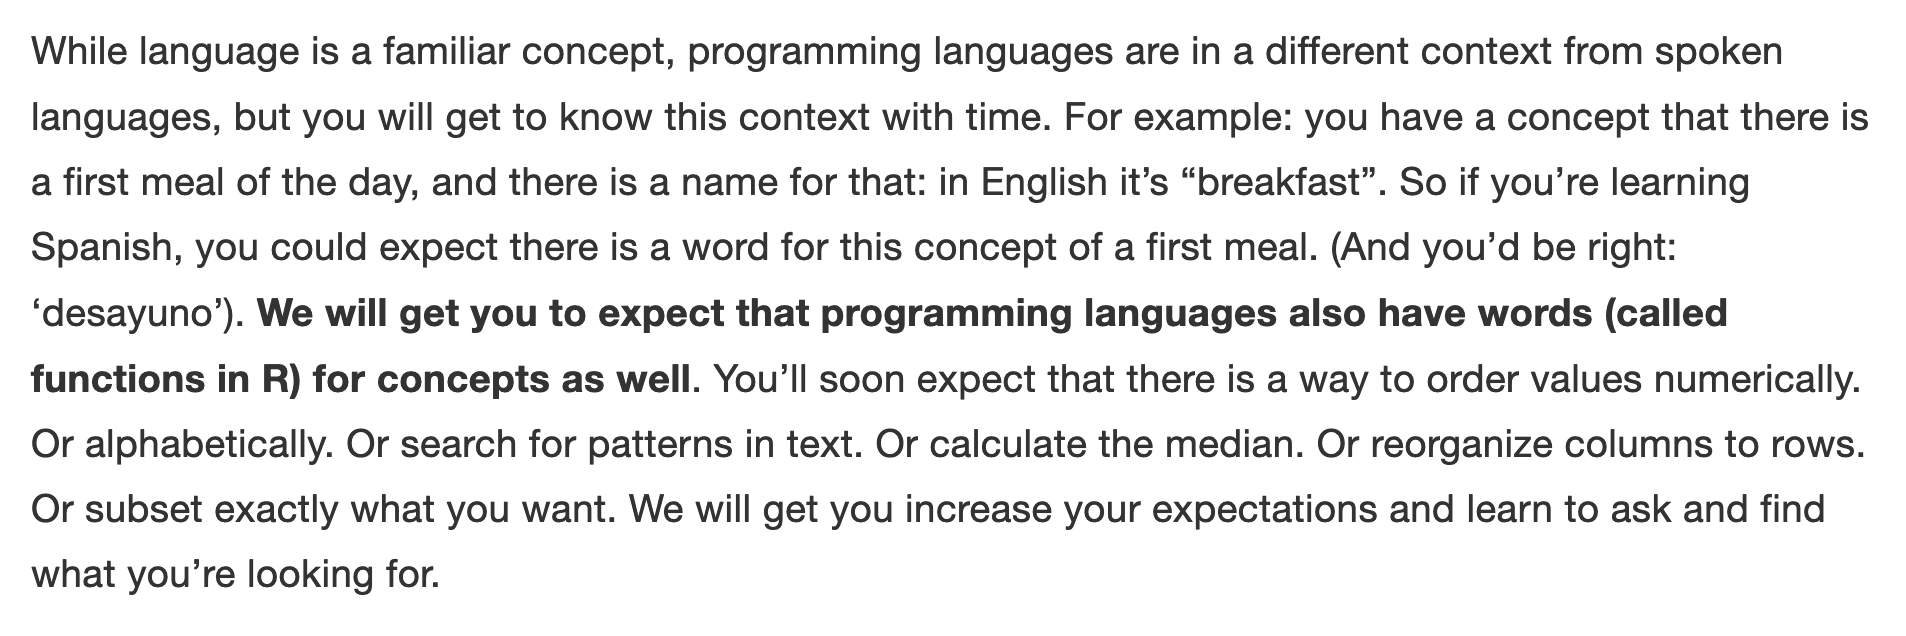 While language is a familiar concept, programming languages are in a different context from spoken
languages, but you will get to know this context with time. For example: you have a concept that there is
a first meal of the day, and there is a name for that: in English it’s “breakfast”. So if you’re learning
Spanish, you could expect there is a word for this concept of a first meal. (And you’d be right:
‘desayuno’). We will get you to expect that programming languages also have words (called
functions in R) for concepts as well. You’ll soon expect that there is a way to order values numerically.
Or alphabetically. Or search for patterns in text. Or calculate the median. Or reorganize columns to rows.
Or subset exactly what you want. We will get you increase your expectations and learn to ask and find
what you’re looking for.